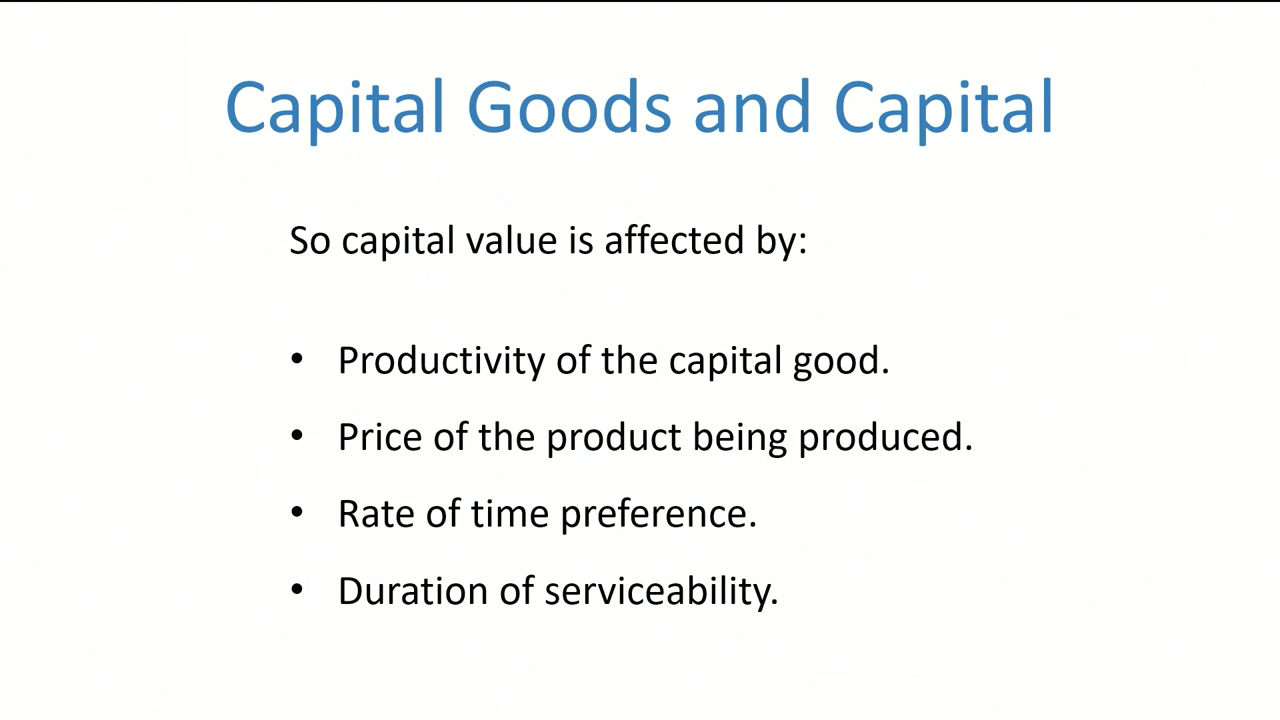 Capital Goods and Capital
So capital value is affected by:
• Productivity of the capital good.
• Price of the product being produced.
• Rate of time preference.
• Duration of serviceability.